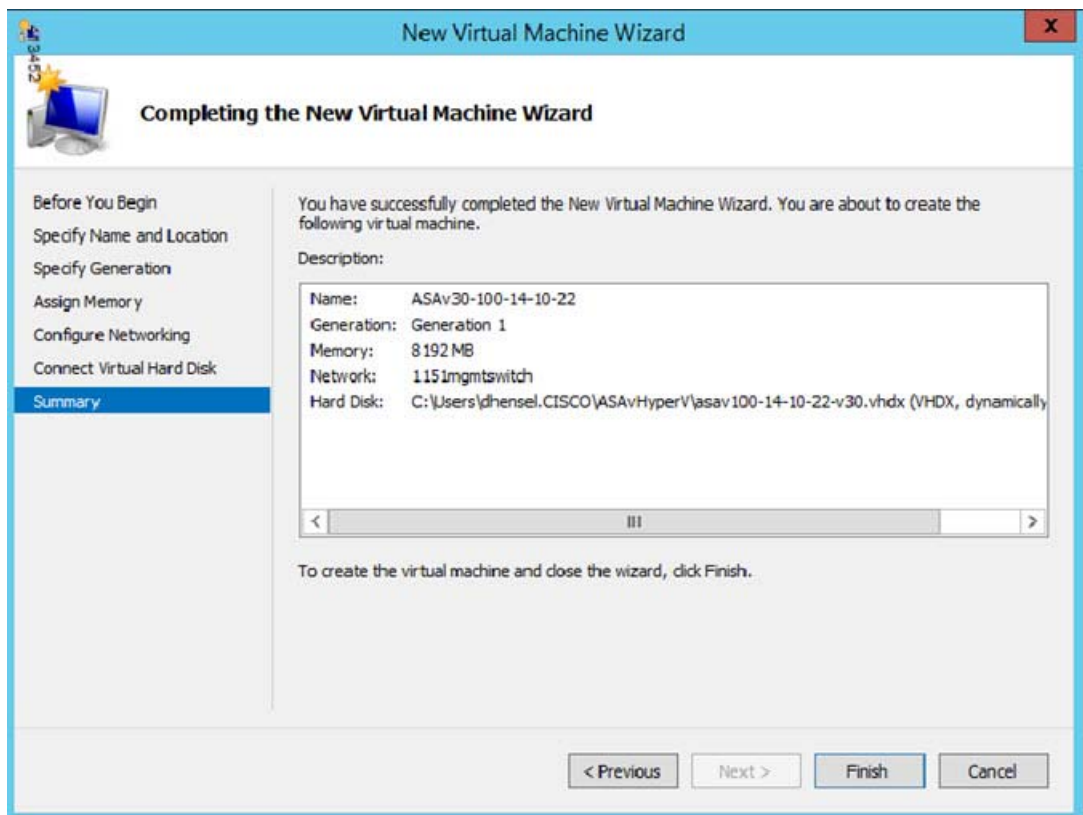 New Virtual Machine Wizard
X
3452
Completing the New Virtual Machine Wizard
Before You Begin
Specify Name and Location
Specify Generation
Assign Memory
Configure Networking
Connect Virtual Hard Disk
Summary
You have successfully completed the New Virtual Machine Wizard. You are about to create the
following virtual machine.
Description:
Name: ASAv30-100-14-10-22
Generation: Generation 1
Memory: 8192 MB
Network: 1151mgmtswitch
Hard Disk: C:\Users\dhensel.CISCO\ASAvHyperV\asav100-14-10-22-v30.vhdx (VHDX, dynamically
To create the virtual machine and close the wizard, click Finish.
< Previous
Next >
Finish
Cancel